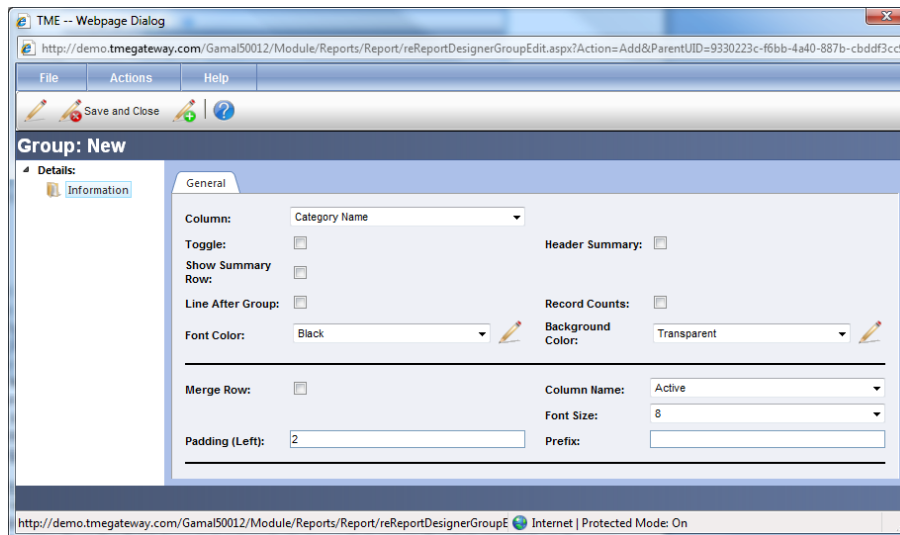 TME -- Webpage Dialog
http://demo.tmegateway.com/Gamal50012/Module/Reports/Report/reReportDesignerGroupEdit.aspx?Action=Add&ParentUID=9330223c-f6bb-4a40-887b-cbddf3cc
File Actions Help
Save and Close
Group: New
Details:
Information
General
Column: Category Name
Toggle: Header Summary:
Show Summary
Row:
Line After Group: Record Counts:
Font Color: Black Background
Color: Transparent
Merge Row: Column Name: Active
Font Size: 8
Padding (Left): 2 Prefix:
http://demo.tmegateway.com/Gamal50012/Module/Reports/Report/reReportDesignerGroupE Internet | Protected Mode: On